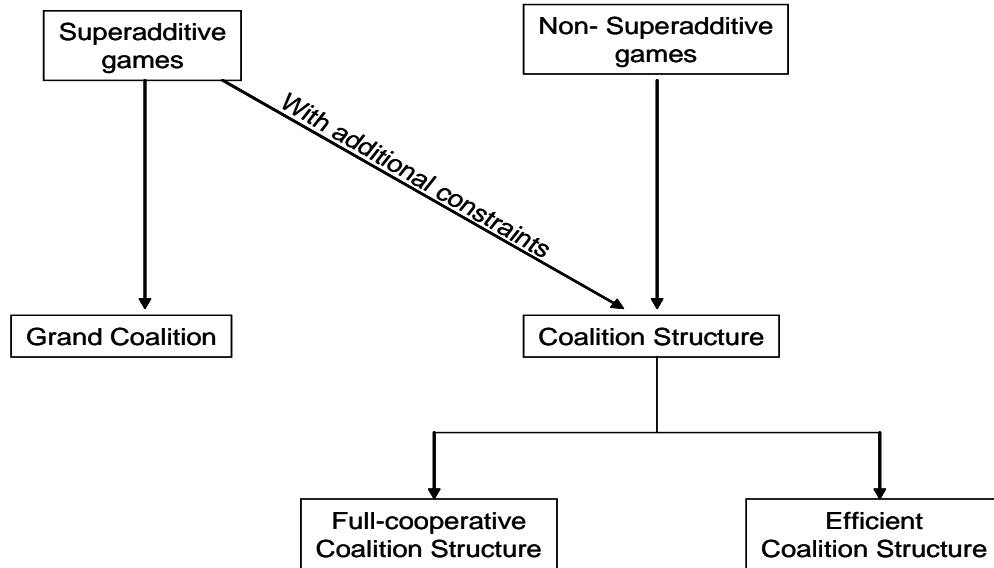 Superadditive
games
Non- Superadditive
games
With additional constraints
Grand Coalition
Coalition Structure
Full-cooperative
Coalition Structure
Efficient
Coalition Structure